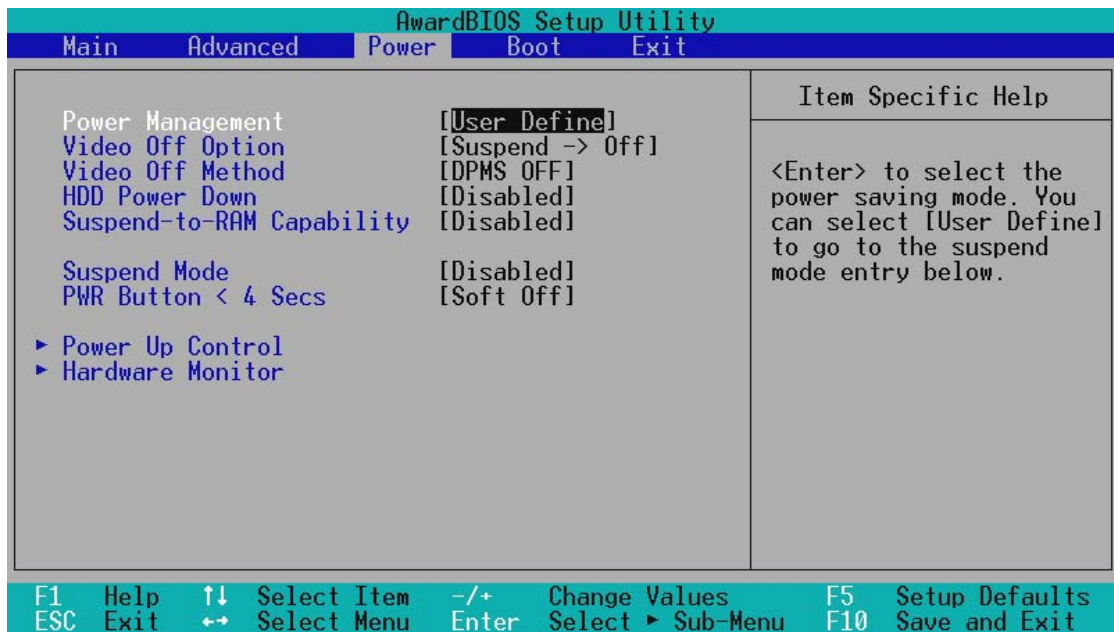 AwardBIOS Setup Utility
Main Advanced Power Boot Exit
Power Management [User Define]
Video Off Option [Suspend -> Off]
Video Off Method [DPMS OFF]
HDD Power Down [Disabled]
Suspend-to-RAM Capability [Disabled]
Suspend Mode [Disabled]
PWR Button < 4 Secs [Soft Off]
▶ Power Up Control
▶ Hardware Monitor
Item Specific Help
<Enter> to select the
power saving mode. You
can select [User Define]
to go to the suspend
mode entry below.
F1 Help ↑↓ Select Item -/+ Change Values F5 Setup Defaults
ESC Exit ←→ Select Menu Enter Select ▶ Sub-Menu F10 Save and Exit